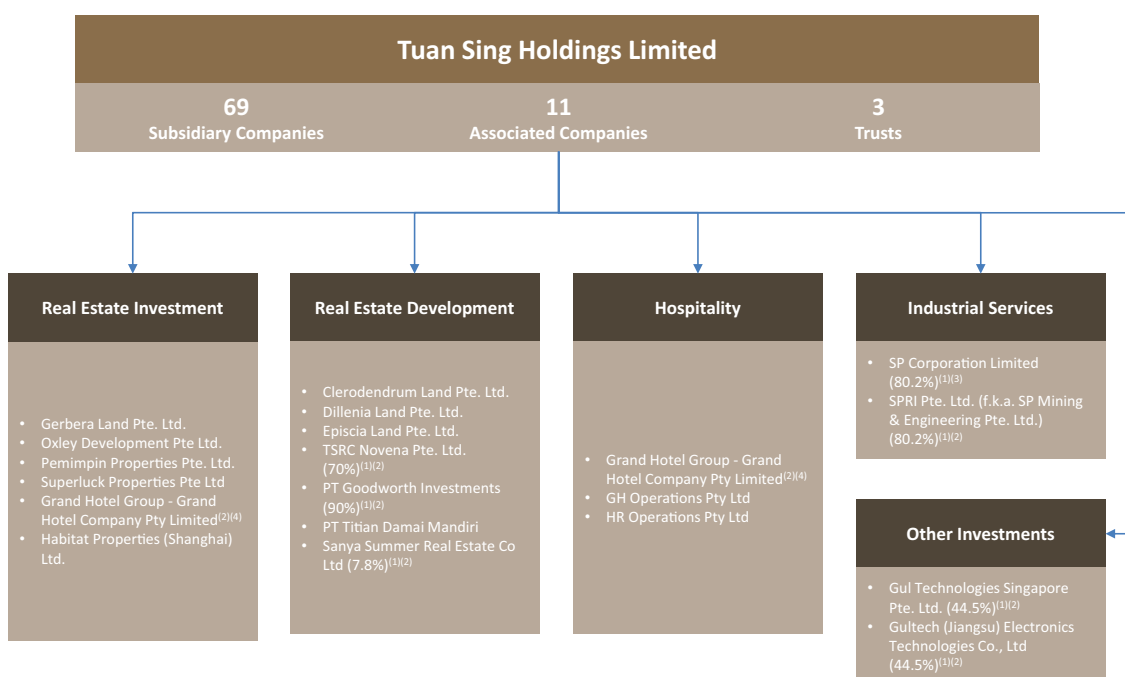 Tuan Sing Holdings Limited
69
Subsidiary Companies
11
Associated Companies
3
Trusts
Real Estate Investment
• Gerbera Land Pte. Ltd.
• Oxley Development Pte Ltd.
• Pemimpin Properties Pte. Ltd.
• Superluck Properties Pte Ltd
• Grand Hotel Group - Grand
Hotel Company Pty Limited(2)(4)
• Habitat Properties (Shanghai)
Ltd.
Real Estate Development
• Clerodendrum Land Pte. Ltd.
• Dillenia Land Pte. Ltd.
• Episcia Land Pte. Ltd.
• TSRC Novena Pte. Ltd.
(70%)(1)(2)
• PT Goodworth Investments
(90%)(1)(2)
• PT Titian Damai Mandiri
• Sanya Summer Real Estate Co
Ltd (7.8%)(1)(2)
Hospitality
• Grand Hotel Group - Grand
Hotel Company Pty Limited(2)(4)
• GH Operations Pty Ltd
• HR Operations Pty Ltd
Industrial Services
• SP Corporation Limited
(80.2%)(1)(3)
• SPRI Pte. Ltd. (f.k.a. SP Mining
& Engineering Pte. Ltd.)
(80.2%)(1)(2)
Other Investments
• Gul Technologies Singapore
Pte. Ltd. (44.5%)(1)(2)
• Gultech (Jiangsu) Electronics
Technologies Co., Ltd
(44.5%)(1)(2)